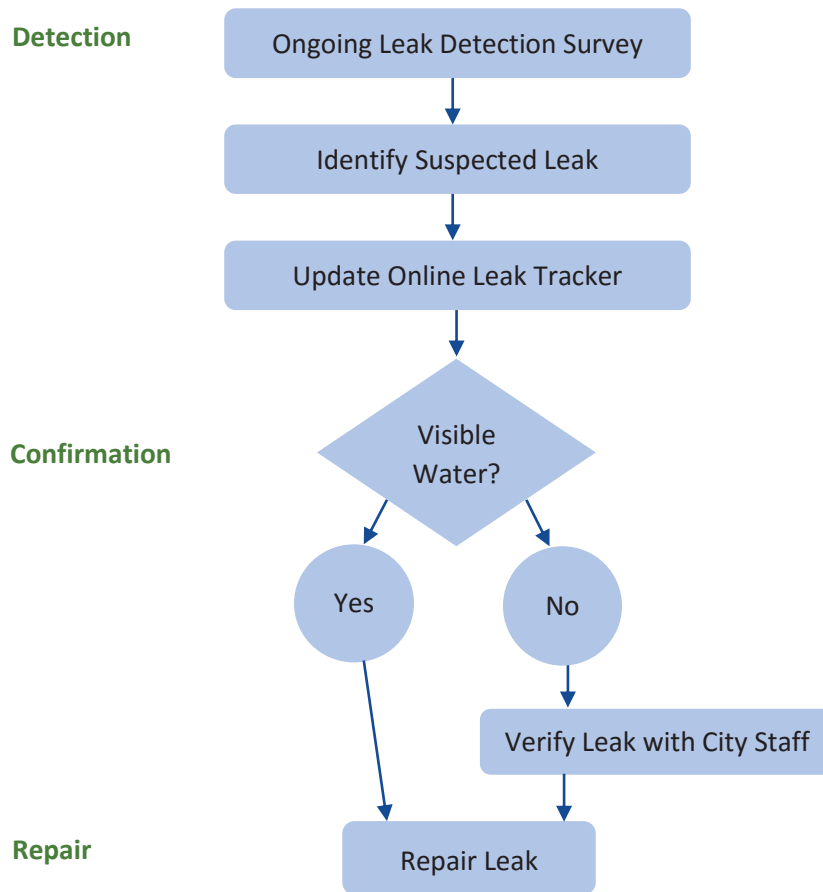 Detection
Ongoing Leak Detection Survey
Identify Suspected Leak
Update Online Leak Tracker
Confirmation
Visible
Water?
Yes
No
Verify Leak with City Staff
Repair
Repair Leak